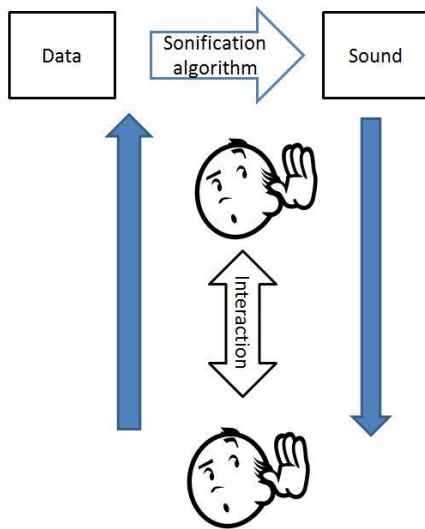 Data
Sonification
algorithm
Sound
Interaction